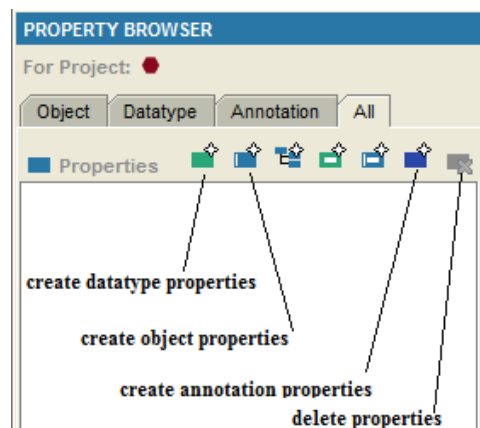 PROPERTY BROWSER
For Project:
Object Datatype Annotation All
Properties
create datatype properties
create object properties
create annotation properties
delete properties